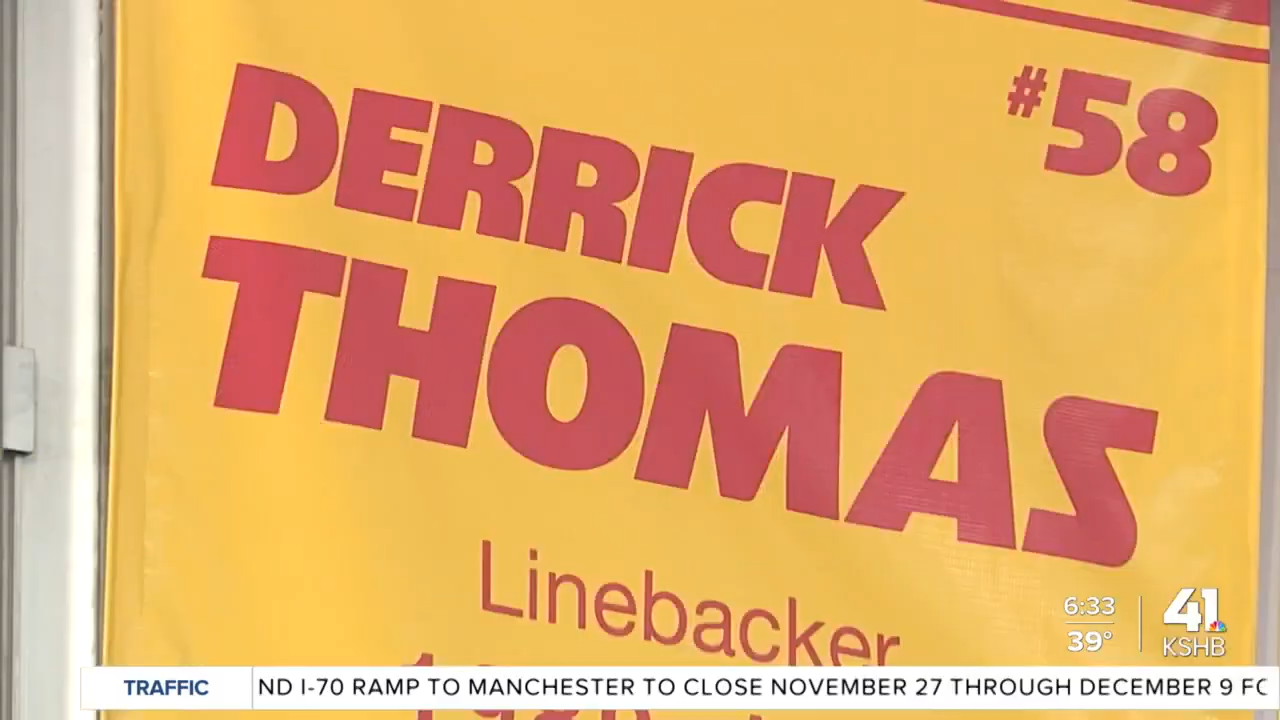 #58
DERRICK
THOMAS
Linebacker
6:33
39°
41
KSHB
TRAFFIC
ND I-70 RAMP TO MANCHESTER TO CLOSE NOVEMBER 27 THROUGH DECEMBER 9